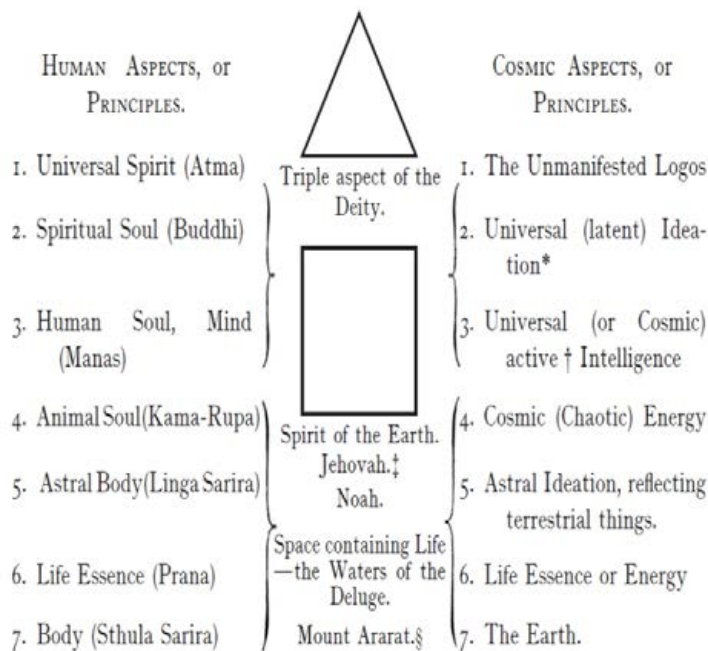 HUMAN ASPECTS, or
PRINCIPLES.
1. Universal Spirit (Atma)
2. Spiritual Soul (Buddhi)
3. Human Soul, Mind
(Manas)
4. Animal Soul(Kama-Rupa)
5. Astral Body(Linga Sarira)
6. Life Essence (Prana)
7. Body (Sthula Sarira)
Triple aspect of the
Deity.
Spirit of the Earth.
Jehovah.‡
Noah.
Space containing Life
—the Waters of the
Deluge.
Mount Ararat.§
COSMIC ASPECTS, or
PRINCIPLES.
1. The Unmanifested Logos
2. Universal (latent) Idea-
tion*
3. Universal (or Cosmic)
active † Intelligence
4. Cosmic (Chaotic) Energy
5. Astral Ideation, reflecting
terrestrial things.
6. Life Essence or Energy
7. The Earth.